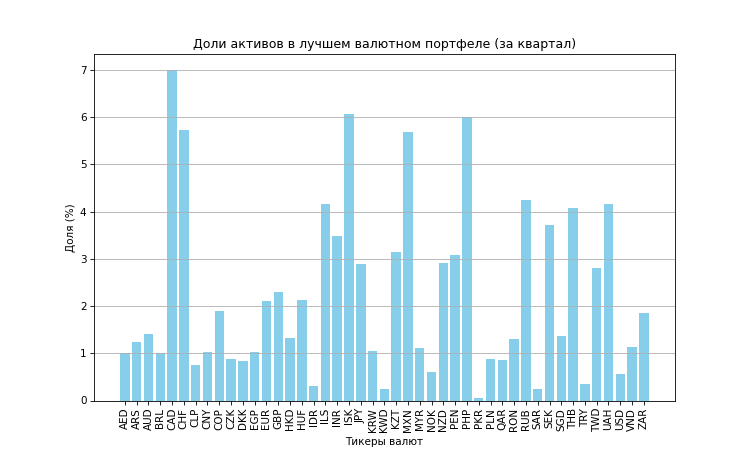 Доли активов в лучшем валютном портфеле (за квартал)
Доля (%)
7
6
5
4
3
2
1
0
AED ARS AUD BRL CAD CHF CLP CNY COP CZK DKK EGP EUR GBP HKD HUF IDR ILS INR ISK JPY KRW KWD KZT MXN MYR NOK NZD PEN PHP PKR PLN QAR RON RUB SAR SEK SGD THB TRY TWD UAH USD VND ZAR
Тикеры валют